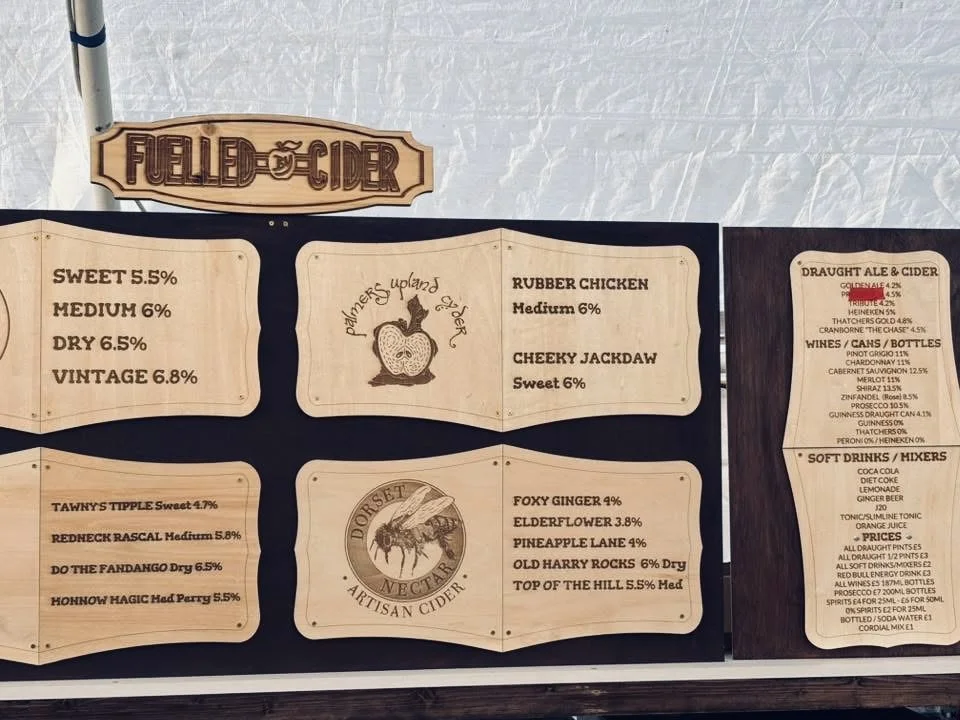 FUELLED by CIDER
SWEET 5.5%
MEDIUM 6%
DRY 6.5%
VINTAGE 6.8%
palmers upland cyder
RUBBER CHICKEN
Medium 6%
CHEEKY JACKDAW
Sweet 6%
TAWNYS TIPPLE Sweet 4.7%
REDNECK RASCAL Medium 5.8%
DO THE FANDANGO Dry 6.5%
MONNOW MAGIC Med Perry 5.5%
DORSET
NECTAR
ARTISAN CIDER
FOXY GINGER 4%
ELDERFLOWER 3.8%
PINEAPPLE LANE 4%
OLD HARRY ROCKS 6% Dry
TOP OF THE HILL 5.5% Med
DRAUGHT ALE & CIDER
GOLDEN ALE 4.2%
4.5%
TRIBUTE 4.2%
HEINEKEN 5%
THATCHERS GOLD 4.8%
CRANBORNE "THE CHASE" 4.5%
WINES / CANS / BOTTLES
PINOT GRIGIO 11%
CHARDONNAY 11%
CABERNET SAUVIGNON 12.5%
MERLOT 11%
SHIRAZ 13.5%
ZINFANDEL (Rose) 8.5%
PROSECCO 10.5%
GUINNESS DRAUGHT CAN 4.1%
GUINNESS 0%
THATCHERS 0%
PERONI 0% / HEINEKEN 0%
SOFT DRINKS / MIXERS
COCA COLA
DIET COKE
LEMONADE
GINGER BEER
J20
TONIC/SLIMLINE TONIC
ORANGE JUICE
PRICES
ALL DRAUGHT PINTS £5
ALL DRAUGHT 1/2 PINTS £3
ALL SOFT DRINKS/MIXERS £2
RED BULL ENERGY DRINK £3
ALL WINES £5 187ML BOTTLES
PROSECCO £7 200ML BOTTLES
SPIRITS £4 FOR 25ML - £6 FOR 50ML
0% SPIRITS £2 FOR 25ML
BOTTLED / SODA WATER £1
CORDIAL MIX £1